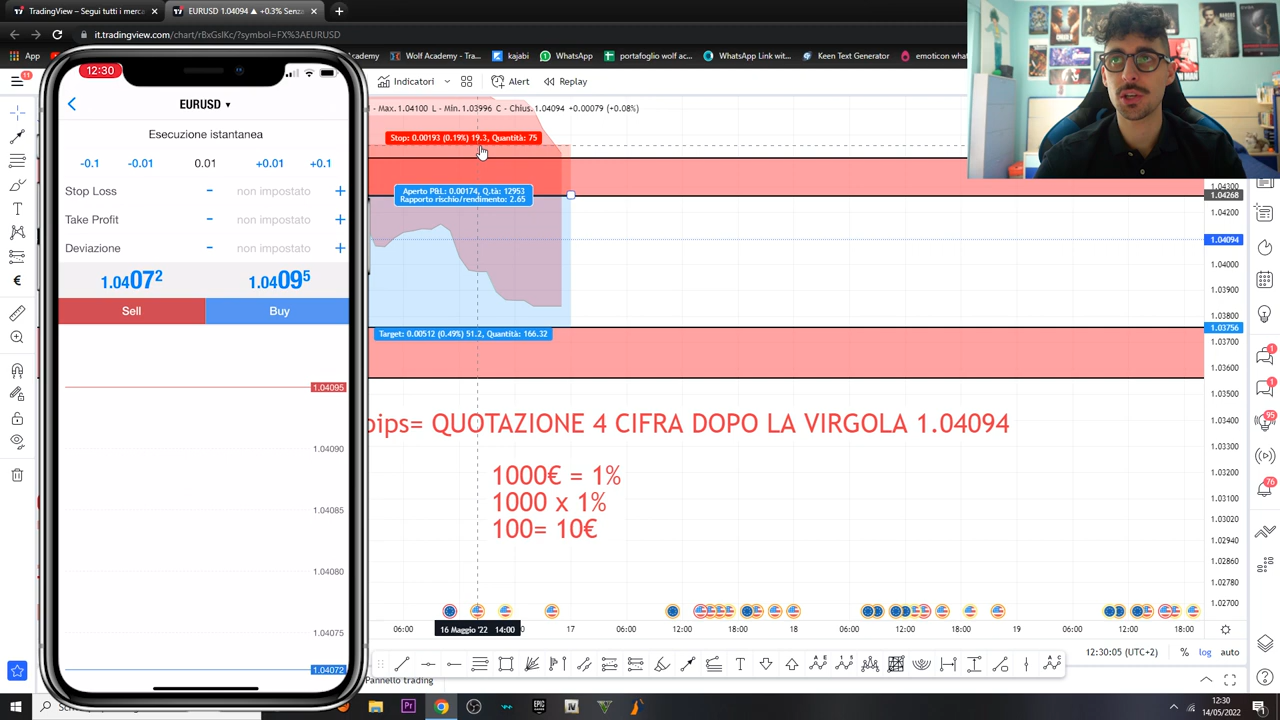 TradingView – Segui tutti i merca
EURUSD 1.04094 ▲ +0.3% Senz
it.tradingview.com/chart/rBxGslKc/?symbol=FX%3AEURUSD
App
Wolf Academy - Tra
kajabi
WhatsApp
portafoglio wolf tr
WhatsApp Link wit
Keen Text Generator
emoticon w
11
Indicatori
Alert
Replay
- Max.1.04100 L - Min.1.03996 C - Chius.1.04094 +0.00079 (+0.08%)
12:30
EURUSD ▾
Esecuzione istantanea
-0.1 -0.01 0.01 +0.01 +0.1
Stop Loss - non impostato +
Take Profit - non impostato +
Deviazione - non impostato +
1.04072 1.04095
Sell Buy
1.04095
1.04090
1.04085
1.04080
1.04075
1.04072
Stop: 0.00193 (0.19%) 19.3, Quantità: 75
Aperto P&L: 0.00174, Q.tà: 12953
Rapporto rischio/rendimento: 2.65
Target: 0.00512 (0.49%) 51.2, Quantità: 166.32
pips= QUOTAZIONE 4 CIFRA DOPO LA VIRGOLA 1.04094
1000€ = 1%
1000 x 1%
100= 10€
1.04300
1.04268
1.04200
1.04094
1.04000
1.03900
1.03800
1.03756
1.03700
1.03600
1.03500
1.03400
1.03300
1.03200
1.03100
1.03020
1.02940
1.02860
1.02780
1.02700
1
1
95
76
06:00 16 Maggio '22 14:00 17 06:00 12:00 18:00 18 06:00 12:00 18:00 19 06:00 12:00 18:00
12:30:05 (UTC+2) % log auto
Pannello trading
12:30
14/05/2022